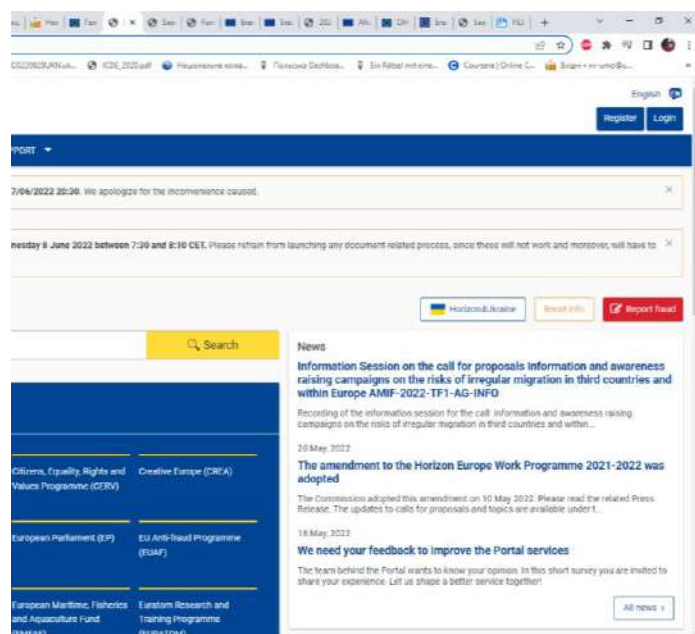 ICDE_2020.pdf
Coursera | Online C...
English
Register
Login
PORT
7/06/2022 20:30. We apologize for the inconvenience caused.
nesday 8 June 2022 between 7:30 and 8:10 CET. Please refrain from launching any document related process, since these will not work and moreover, will have to
Horizon4Ukraine
Brexit info
Report fraud
Search
News
Information Session on the call for proposals Information and awareness
raising campaigns on the risks of irregular migration in third countries and
within Europe AMIF-2022-TF1-AG-INFO
Recording of the information session for the call: information and awareness raising
campaigns on the risks of irregular migration in third countries and within...
20 May, 2022
The amendment to the Horizon Europe Work Programme 2021-2022 was
adopted
The Commission adopted this amendment on 10 May 2022. Please read the related Press
Release. The updates to calls for proposals and topics are available under t...
18 May, 2022
We need your feedback to improve the Portal services
The team behind the Portal wants to know your opinion. In this short survey you are invited to
share your experience. Let us shape a better service together!
All news
Citizens, Equality, Rights and
Values Programme (CERV)
Creative Europe (CREA)
European Parliament (EP)
EU Anti-fraud Programme
(EUAF)
European Maritime, Fisheries
and Aquaculture Fund
(EMFAF)
Euratom Research and
Training Programme
(EURATOM)